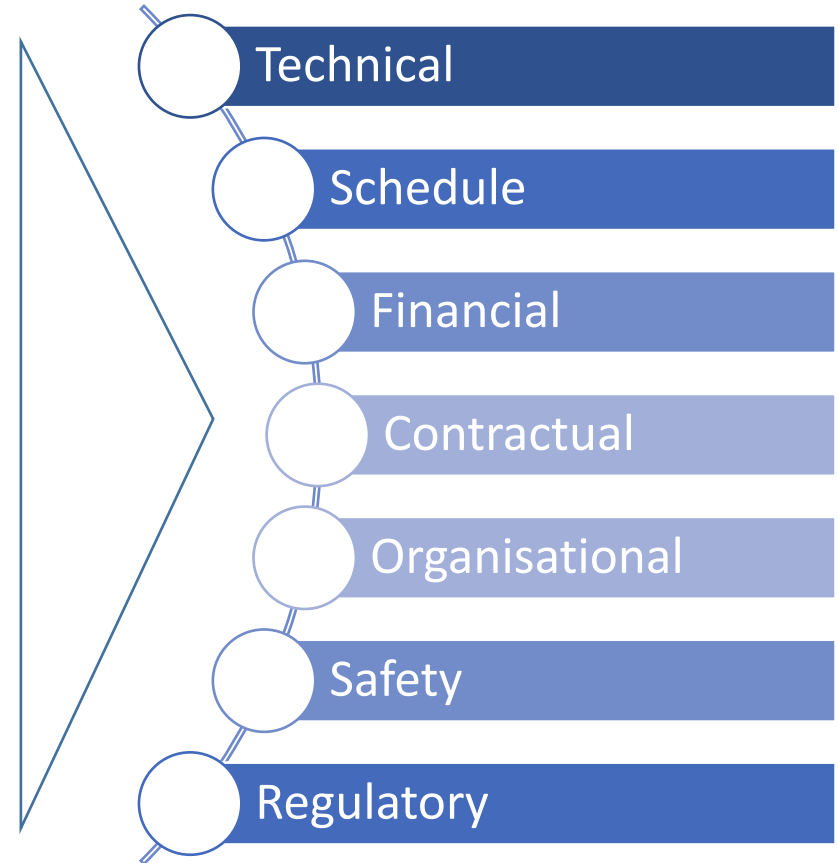 Technical
Schedule
Financial
Contractual
Organisational
Safety
Regulatory